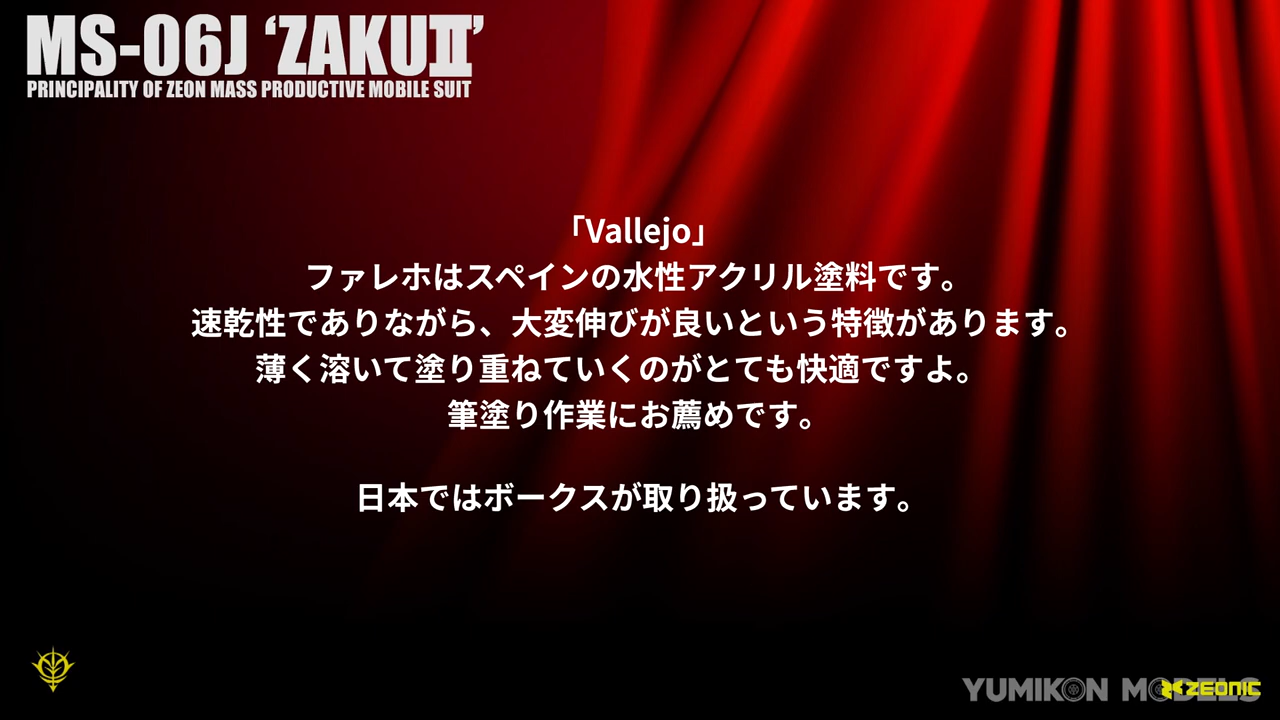 MS-06J ‘ZAKUⅡ’
PRINCIPALITY OF ZEON MASS PRODUCTIVE MOBILE SUIT
「Vallejo」
ファレホはスペインの水性アクリル塗料です。
速乾性でありながら、大変伸びが良いという特徴があります。
薄く溶いて塗り重ねていくのがとても快適ですよ。
筆塗り作業にお薦めです。
日本ではボークスが取り扱っています。
YUMIKON MODELS
ZEONIC